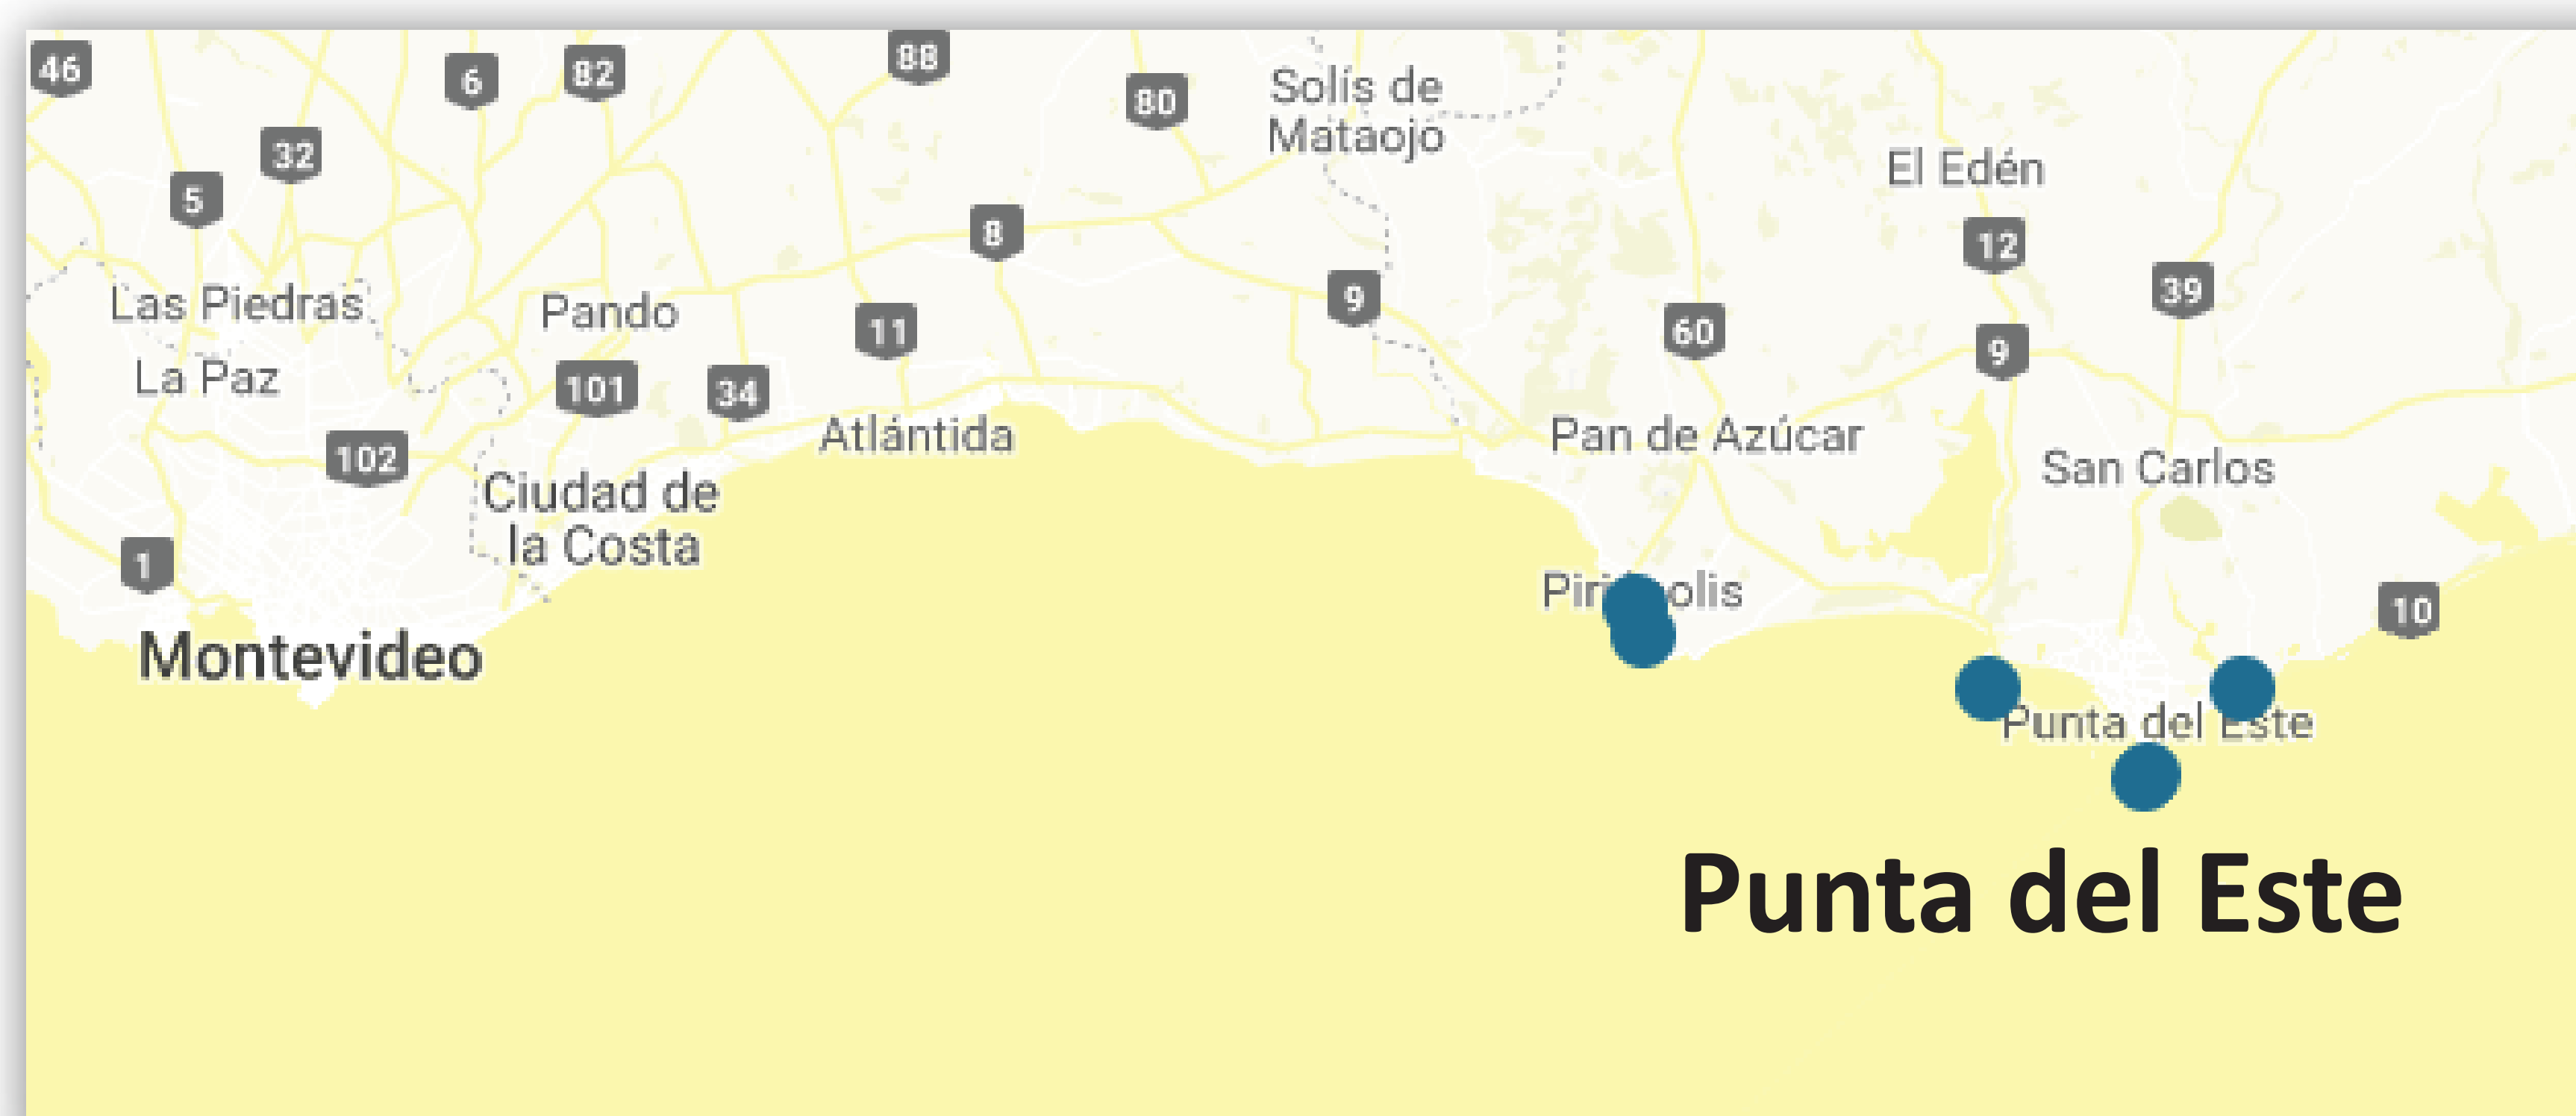 46
6
82
88
80
Solís de
Mataojo
32
El Edén
5
8
12
9
39
Las Piedras
Pando
11
60
9
La Paz
101
34
Atlántida
Pan de Azúcar
102
San Carlos
Ciudad de
la Costa
1
10
Montevideo
Punta del Este
Punta del Este